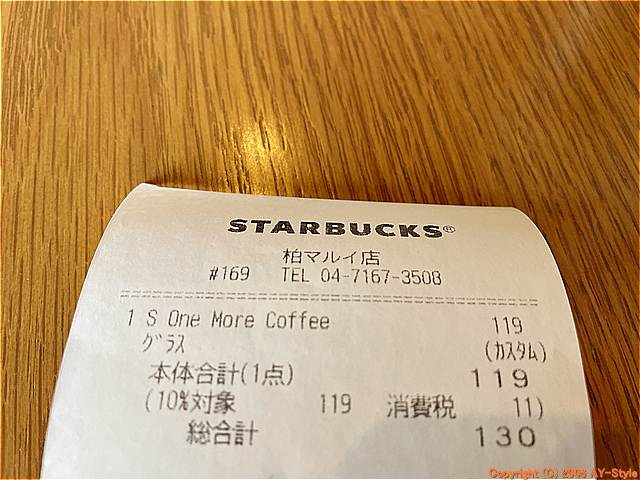 STARBUCKS®
柏マルイ店
#169 TEL 04-7167-3508
1 S One More Coffee 119
ｸﾞﾗｽ (ｶｽﾀﾑ)
本体合計(1点) 119
(10%対象 119 消費税 11)
総合計 130
Copyright (C) 2006 AY-Style